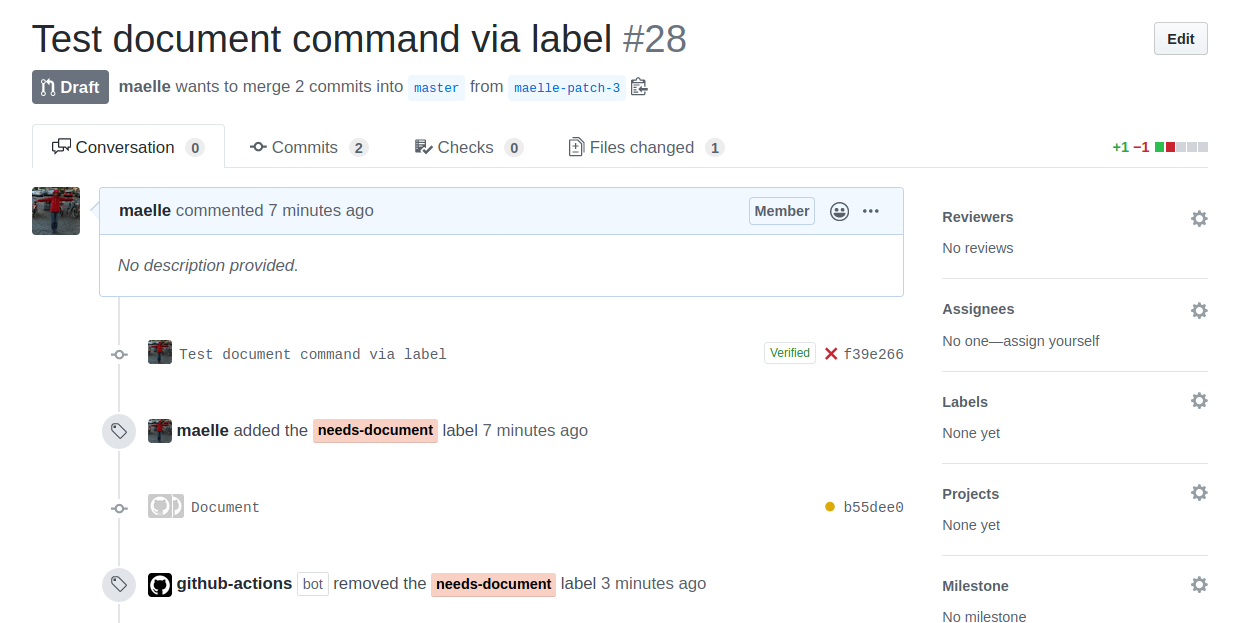 Test document command via label #28
Edit
Draft
maelle wants to merge 2 commits into master from maelle-patch-3
Conversation 0
Commits 2
Checks 0
Files changed 1
+1 −1
maelle commented 7 minutes ago
Member
No description provided.
Test document command via label
Verified
f39e266
maelle added the needs-document label 7 minutes ago
Document
b55dee0
github-actions bot removed the needs-document label 3 minutes ago
Reviewers
No reviews
Assignees
No one—assign yourself
Labels
None yet
Projects
None yet
Milestone
No milestone